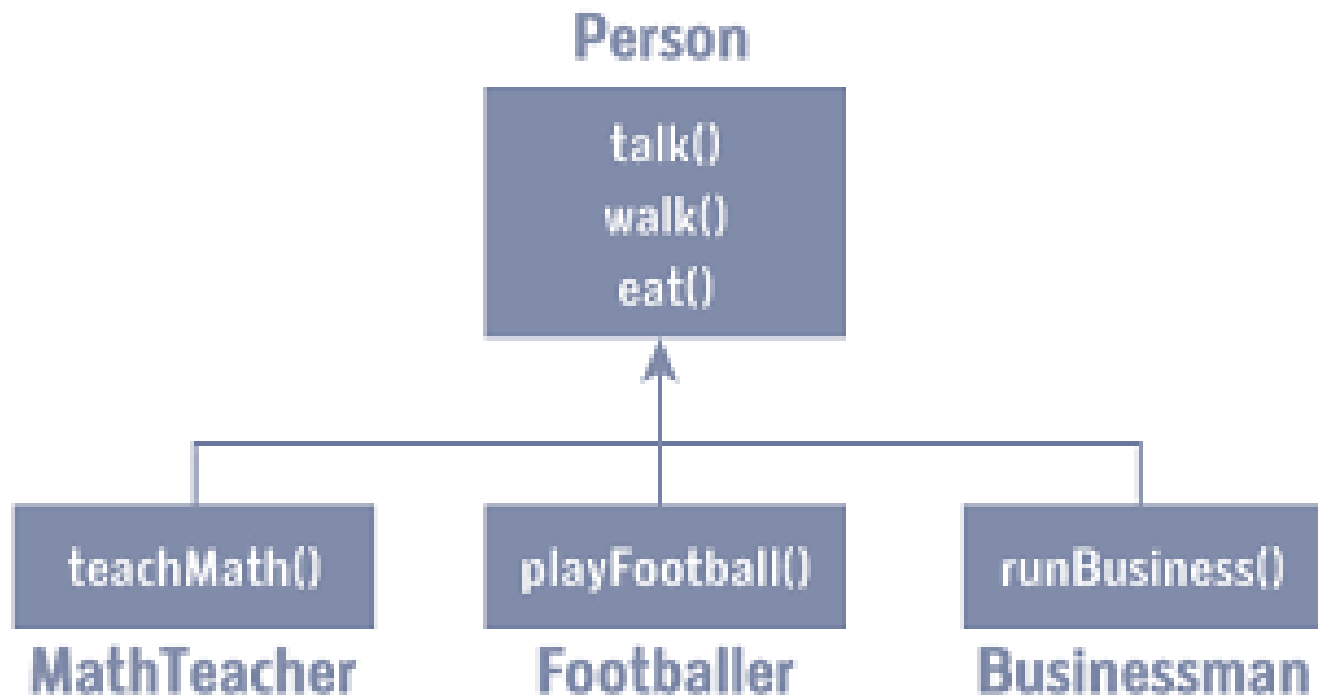 Person
talk()
walk()
eat()
teachMath()
playFootball()
runBusiness()
MathTeacher
Footballer
Businessman